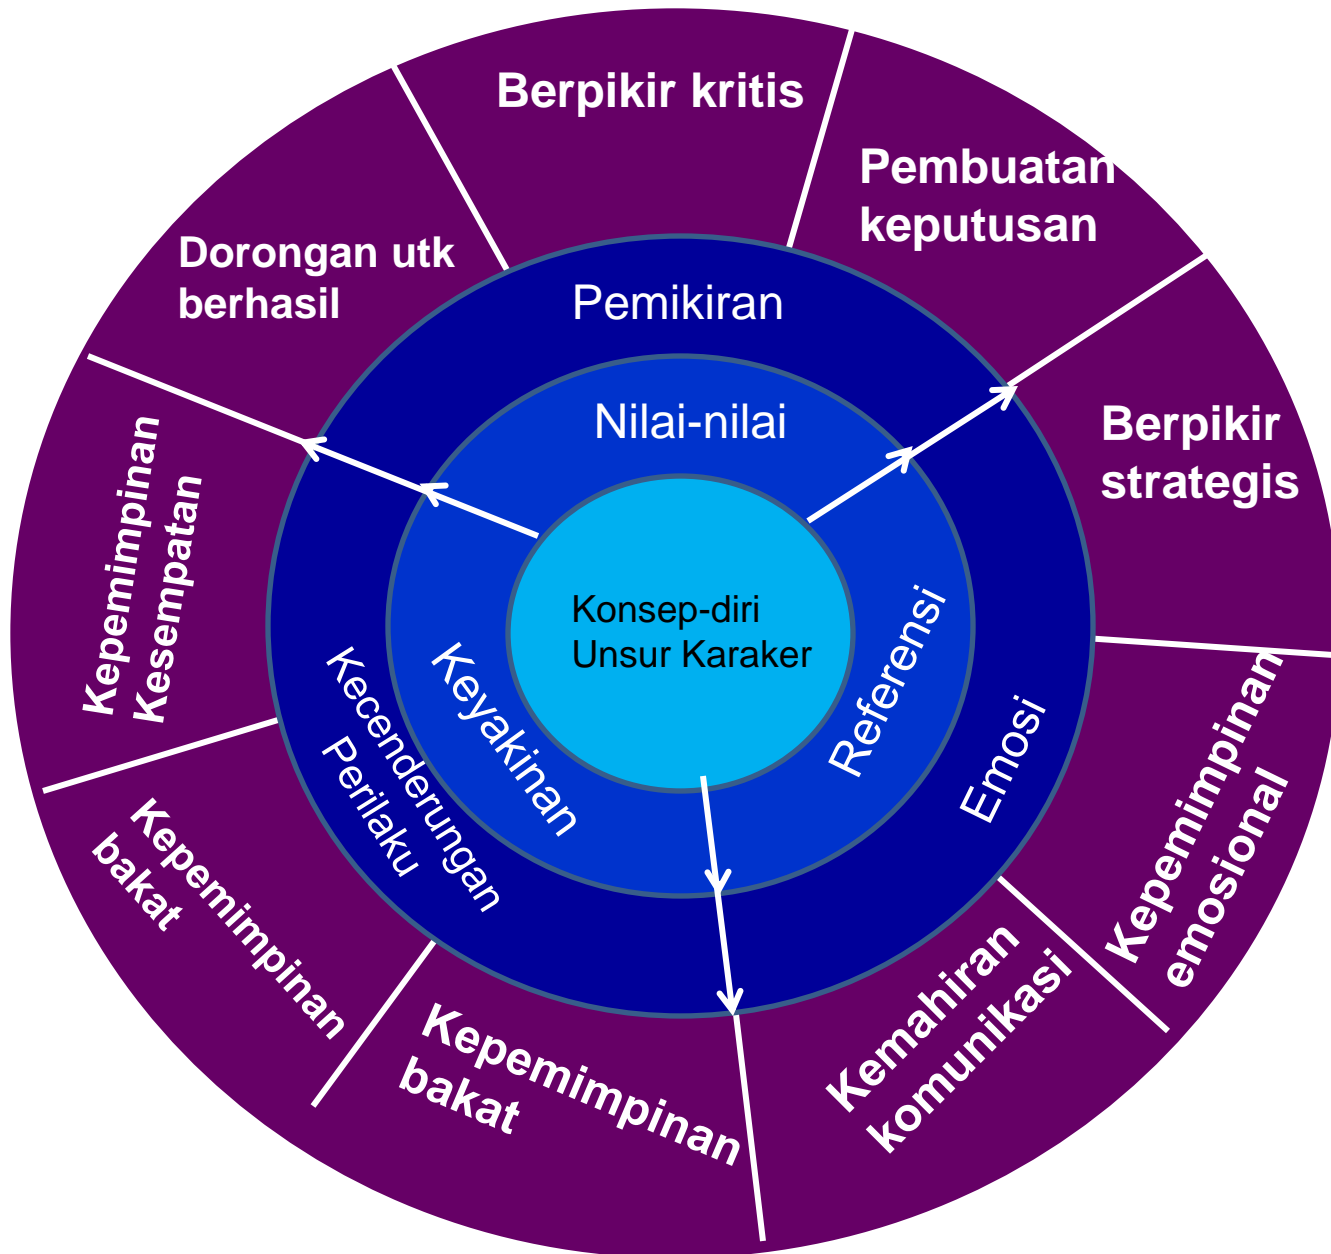 Berpikir kritis
Pembuatan
keputusan
Dorongan utk
berhasil
Pemikiran
Nilai-nilai
Berpikir
strategis
Kepemimpinan
Kesempatan
Konsep-diri
Unsur Karaker
Keyakinan
Referensi
Kecenderungan
Perilaku
Emosi
Kepemimpinan
emosional
Kepemimpinan
bakat
Kepemimpinan
bakat
Kemahiran
komunikasi